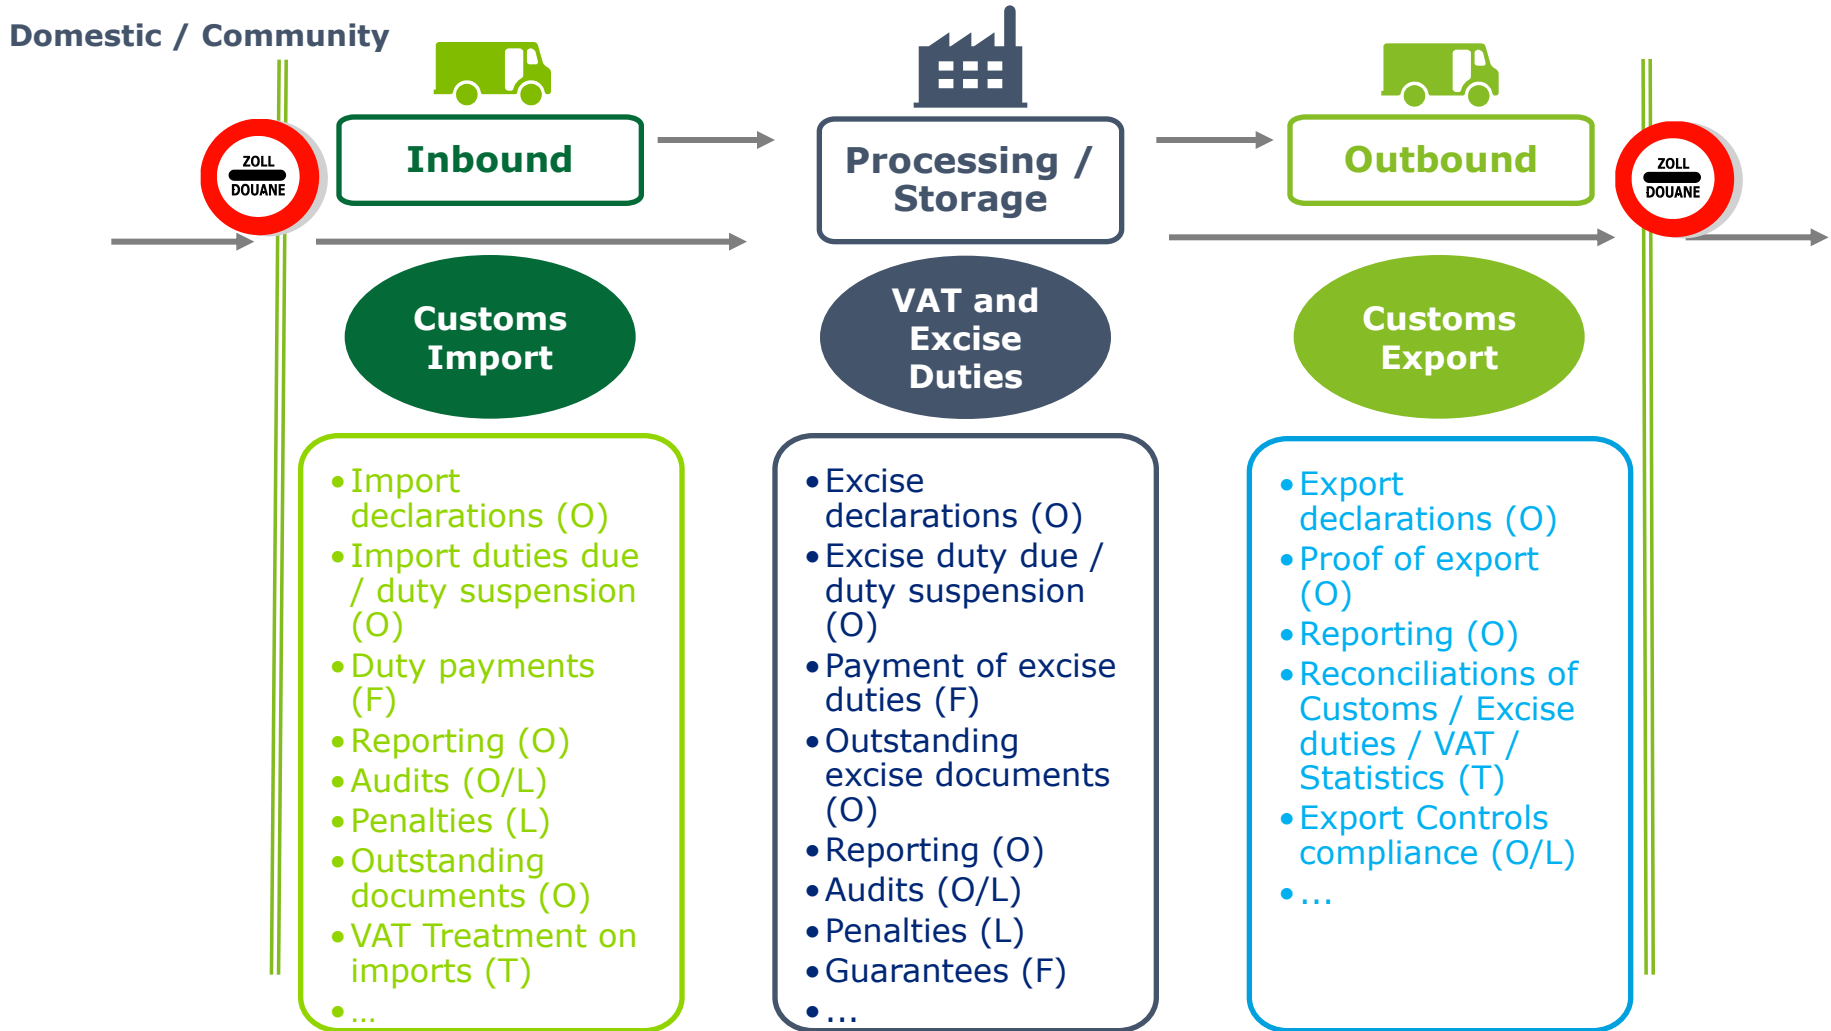 Domestic / Community
ZOLL
DOUANE
Inbound
Processing /
Storage
Outbound
ZOLL
DOUANE
Customs
Import
VAT and
Excise
Duties
Customs
Export
•Import
declarations (O)
•Import duties due
/ duty suspension
(O)
•Duty payments
(F)
•Reporting (O)
•Audits (O/L)
•Penalties (L)
•Outstanding
documents (O)
•VAT Treatment on
imports (T)
•...
•Excise
declarations (O)
•Excise duty due /
duty suspension
(O)
•Payment of excise
duties (F)
•Outstanding
excise documents
(O)
•Reporting (O)
•Audits (O/L)
•Penalties (L)
•Guarantees (F)
•...
•Export
declarations (O)
•Proof of export
(O)
•Reporting (O)
•Reconciliations of
Customs / Excise
duties / VAT /
Statistics (T)
•Export Controls
compliance (O/L)
•...